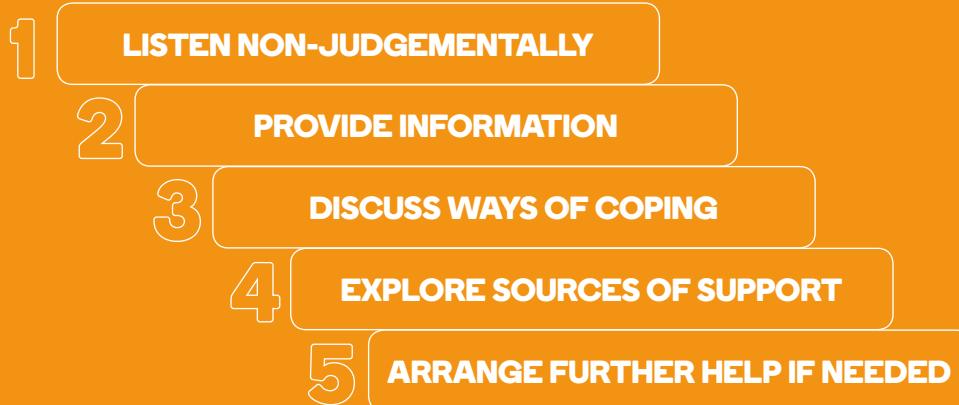 1 LISTEN NON-JUDGEMENTALLY
2 PROVIDE INFORMATION
3 DISCUSS WAYS OF COPING
4 EXPLORE SOURCES OF SUPPORT
5 ARRANGE FURTHER HELP IF NEEDED